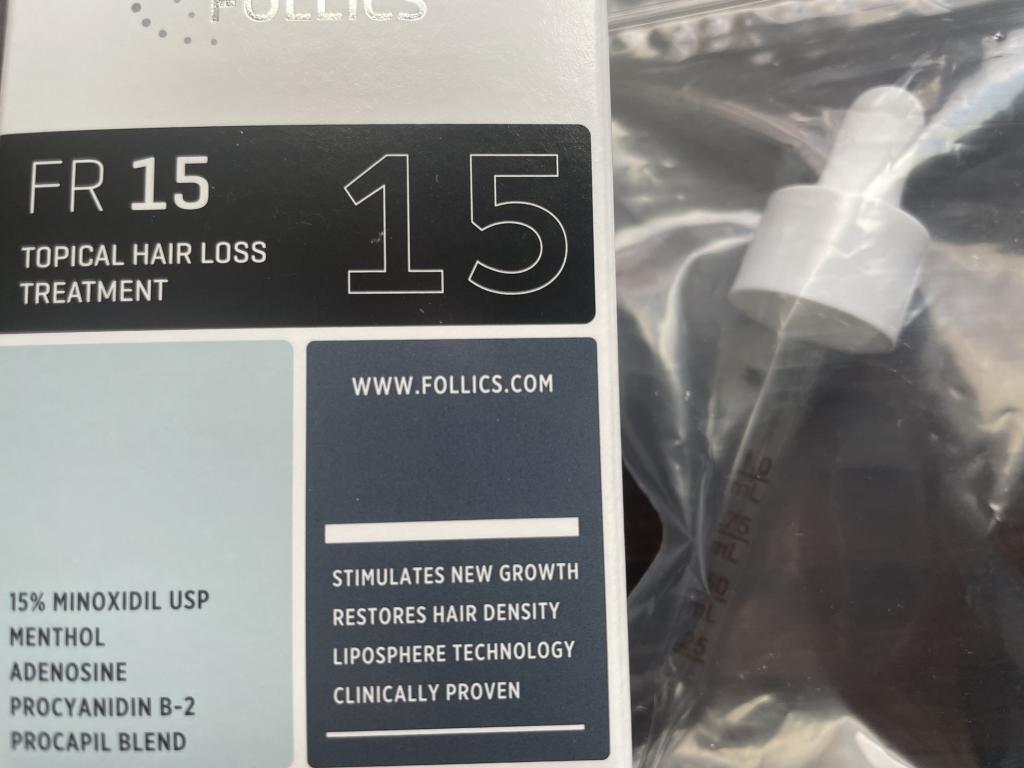 FOLLICS
FR 15
TOPICAL HAIR LOSS
TREATMENT
15
WWW.FOLLICS.COM
STIMULATES NEW GROWTH
RESTORES HAIR DENSITY
LIPOSPHERE TECHNOLOGY
CLINICALLY PROVEN
15% MINOXIDIL USP
MENTHOL
ADENOSINE
PROCYANIDIN B-2
PROCAPIL BLEND